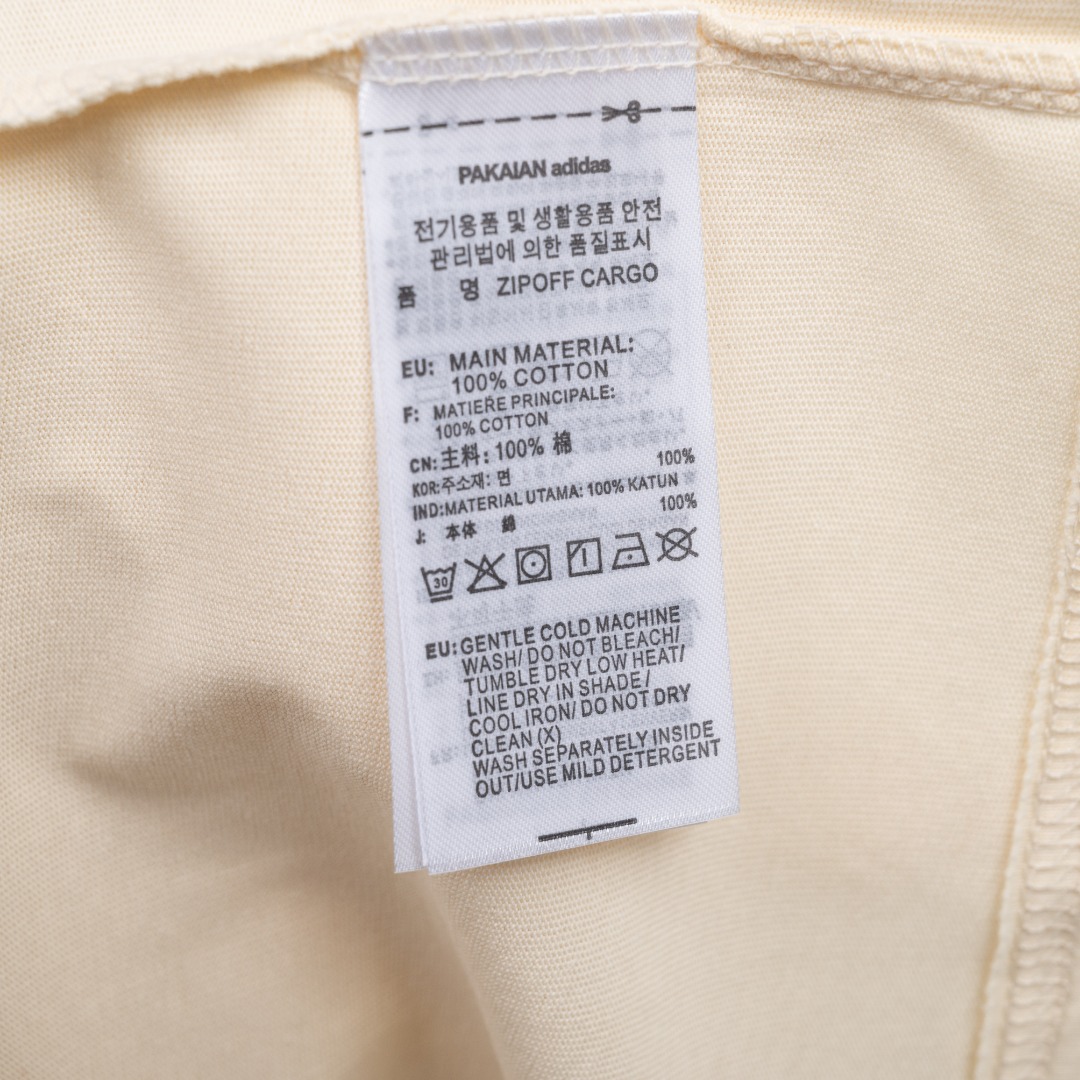 PAKAIAN adidas
전기용품 및 생활용품 안전
관리법에 의한 품질표시
품 명 ZIPOFF CARGO
EU: MAIN MATERIAL:
100% COTTON
F: MATIEŔE PRINCIPALE:
100% COTTON
CN:主料: 100% 棉
KOR:주소재: 면 100%
IND:MATERIAL UTAMA: 100% KATUN
J: 本体 綿 100%
30
EU:GENTLE COLD MACHINE
WASH/ DO NOT BLEACH/
TUMBLE DRY LOW HEAT/
LINE DRY IN SHADE /
COOL IRON/ DO NOT DRY
CLEAN (X)
WASH SEPARATELY INSIDE
OUT/USE MILD DETERGENT